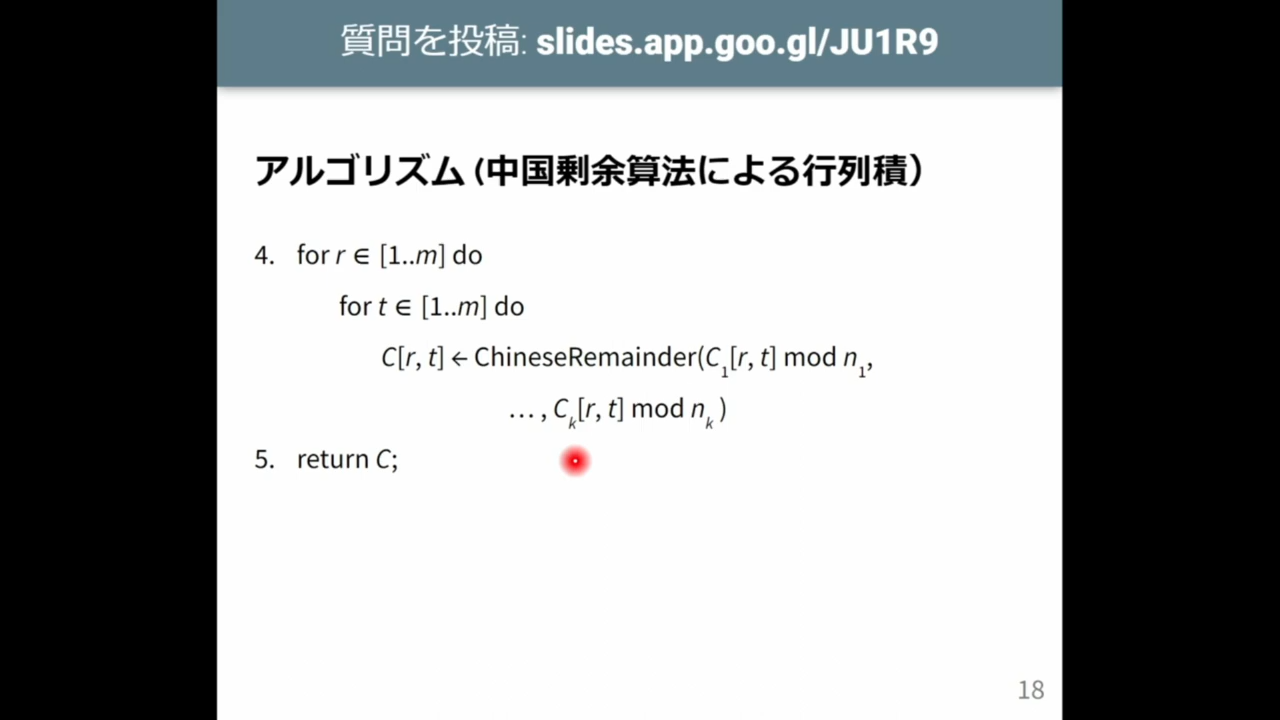 質問を投稿: slides.app.goo.gl/JU1R9
アルゴリズム (中国剰余算法による行列積）
4. for r ∈ [1..m] do
for t ∈ [1..m] do
C[r, t] ← ChineseRemainder(C₁[r, t] mod n₁,
… , Cₖ[r, t] mod nₖ )
5. return C;
18